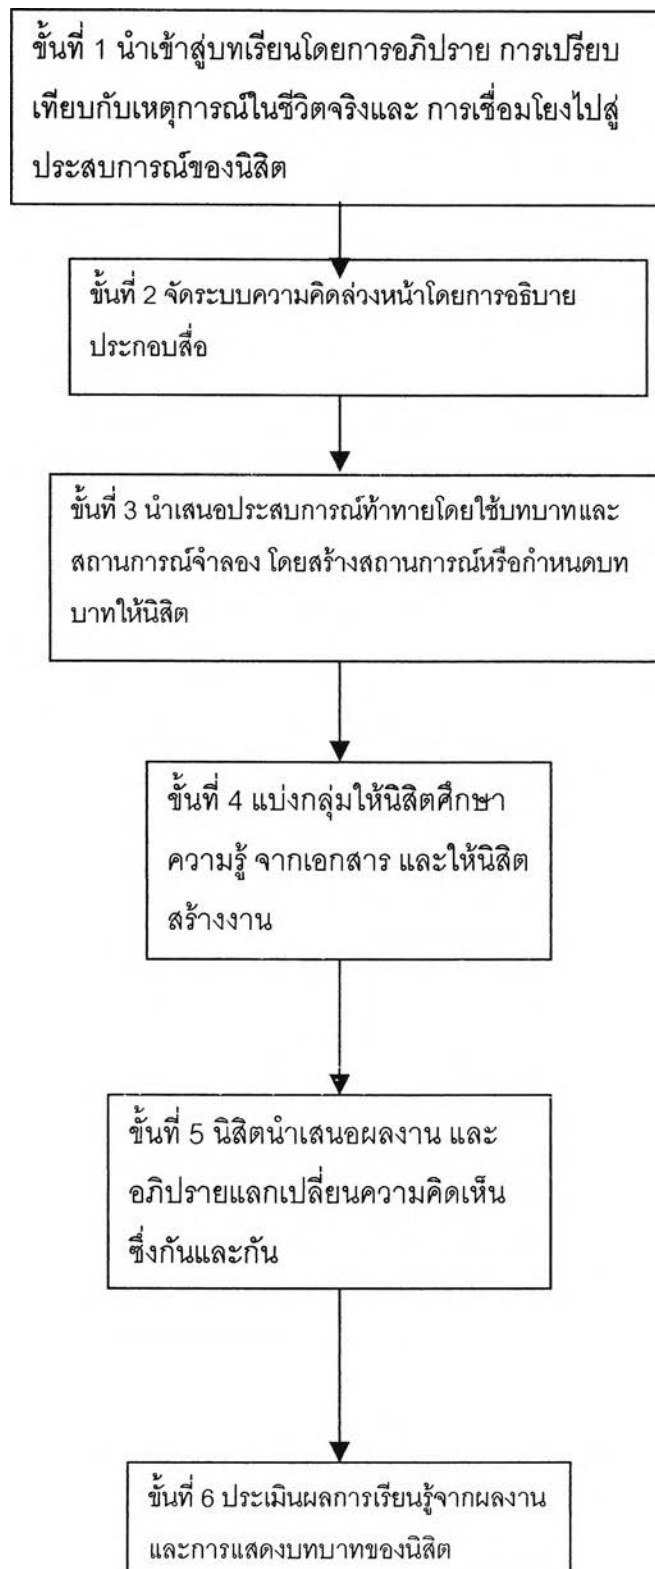 ขั้นที่ 1 นำเข้าสู่บทเรียนโดยการอภิปราย การเปรียบ
เทียบกับเหตุการณ์ในชีวิตจริงและ การเชื่อมโยงไปสู่
ประสบการณ์ของนิสิต
ขั้นที่ 2 จัดระบบความคิดล่วงหน้าโดยการอธิบาย
ประกอบสื่อ
ขั้นที่ 3 นำเสนอประสบการณ์ท้าทายโดยใช้บทบาทและ
สถานการณ์จำลอง โดยสร้างสถานการณ์หรือกำหนดบท
บาทให้นิสิต
ขั้นที่ 4 แบ่งกลุ่มให้นิสิตศึกษา
ความรู้ จากเอกสาร และให้นิสิต
สร้างงาน
ขั้นที่ 5 นิสิตนำเสนอผลงาน และ
อภิปรายแลกเปลี่ยนความคิดเห็น
ซึ่งกันและกัน
ขั้นที่ 6 ประเมินผลการเรียนรู้จากผลงาน
และการแสดงบทบาทของนิสิต